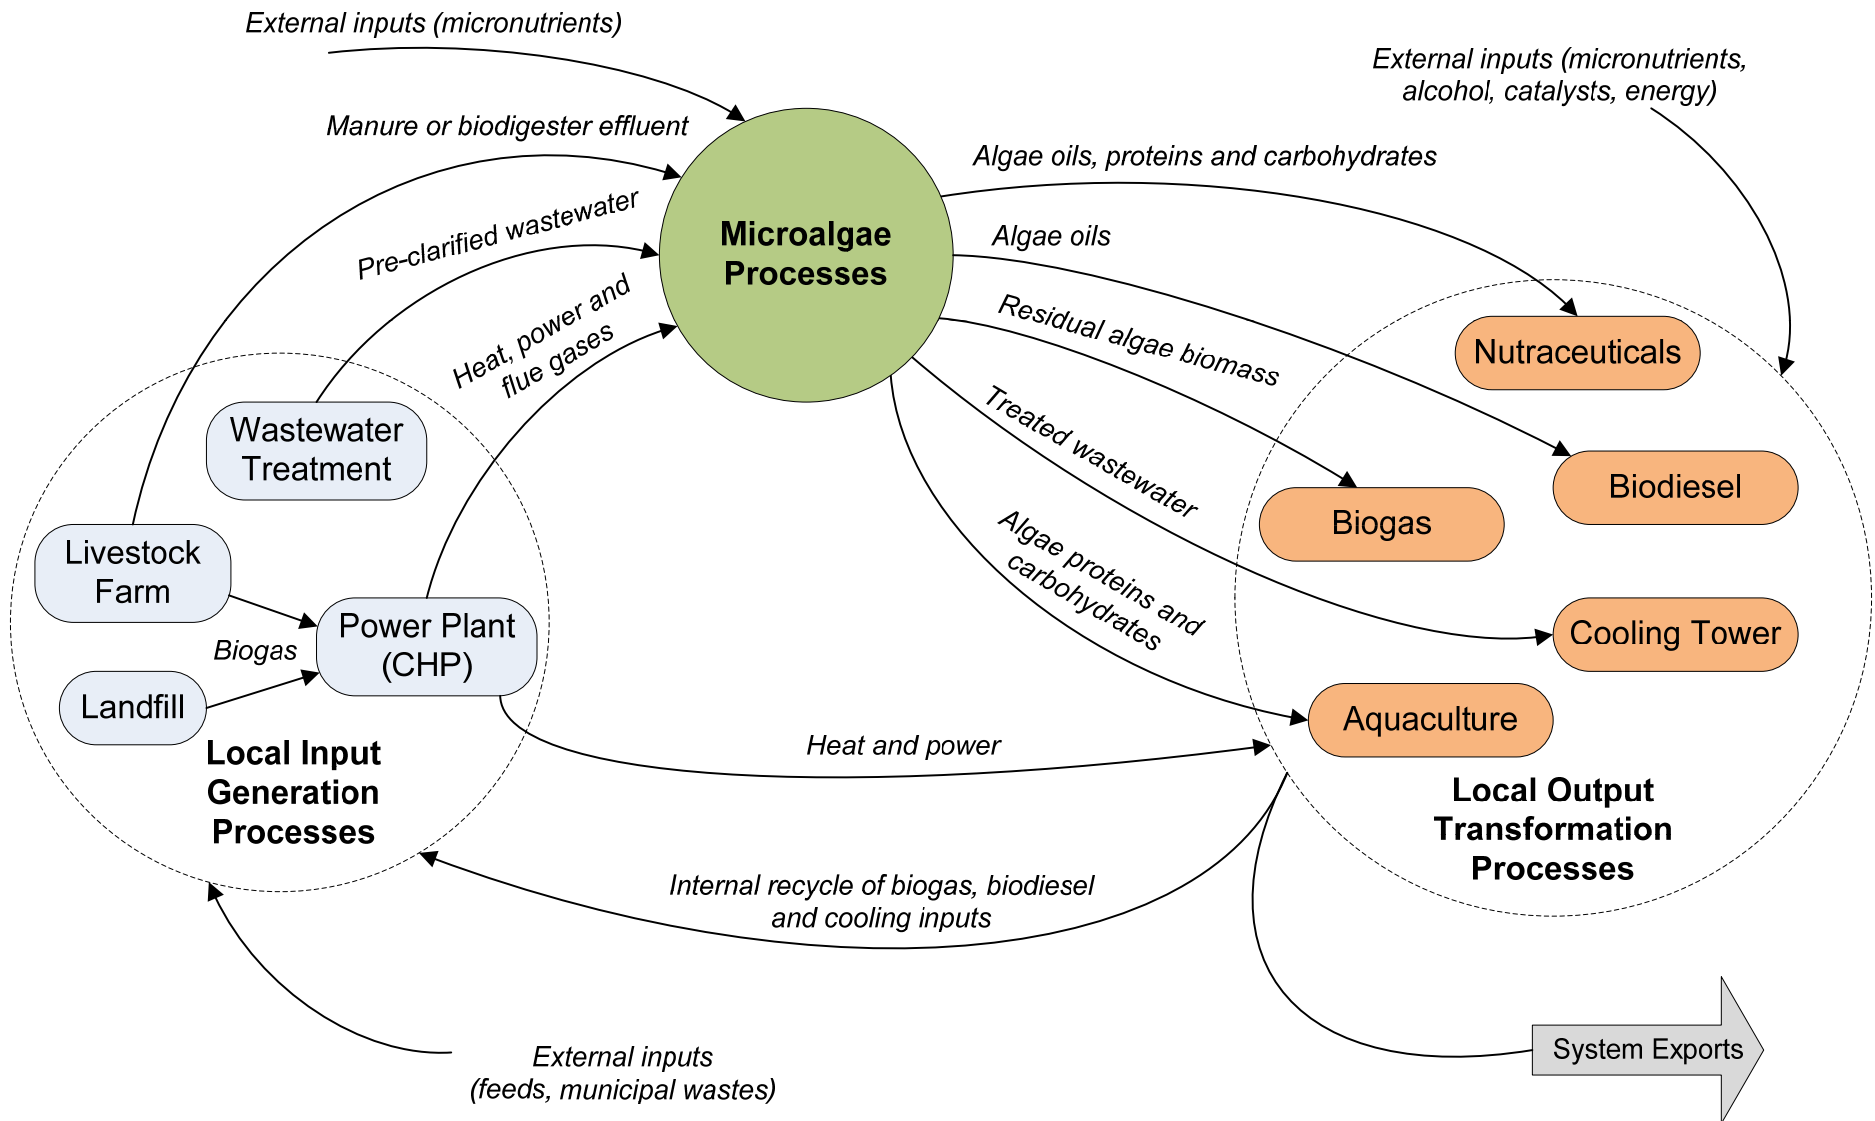 External inputs (micronutrients)
External inputs (micronutrients,
alcohol, catalysts, energy)
Manure or biodigester effluent
Algae oils, proteins and carbohydrates
Pre-clarified wastewater
Microalgae
Processes
Algae oils
Heat, power and
flue gases
Residual algae biomass
Nutraceuticals
Treated wastewater
Wastewater
Treatment
Biodiesel
Biogas
Algae proteins and
carbohydrates
Livestock
Farm
Power Plant
(CHP)
Cooling Tower
Biogas
Landfill
Aquaculture
Local Input
Generation
Processes
Heat and power
Local Output
Transformation
Processes
Internal recycle of biogas, biodiesel
and cooling inputs
External inputs
(feeds, municipal wastes)
System Exports